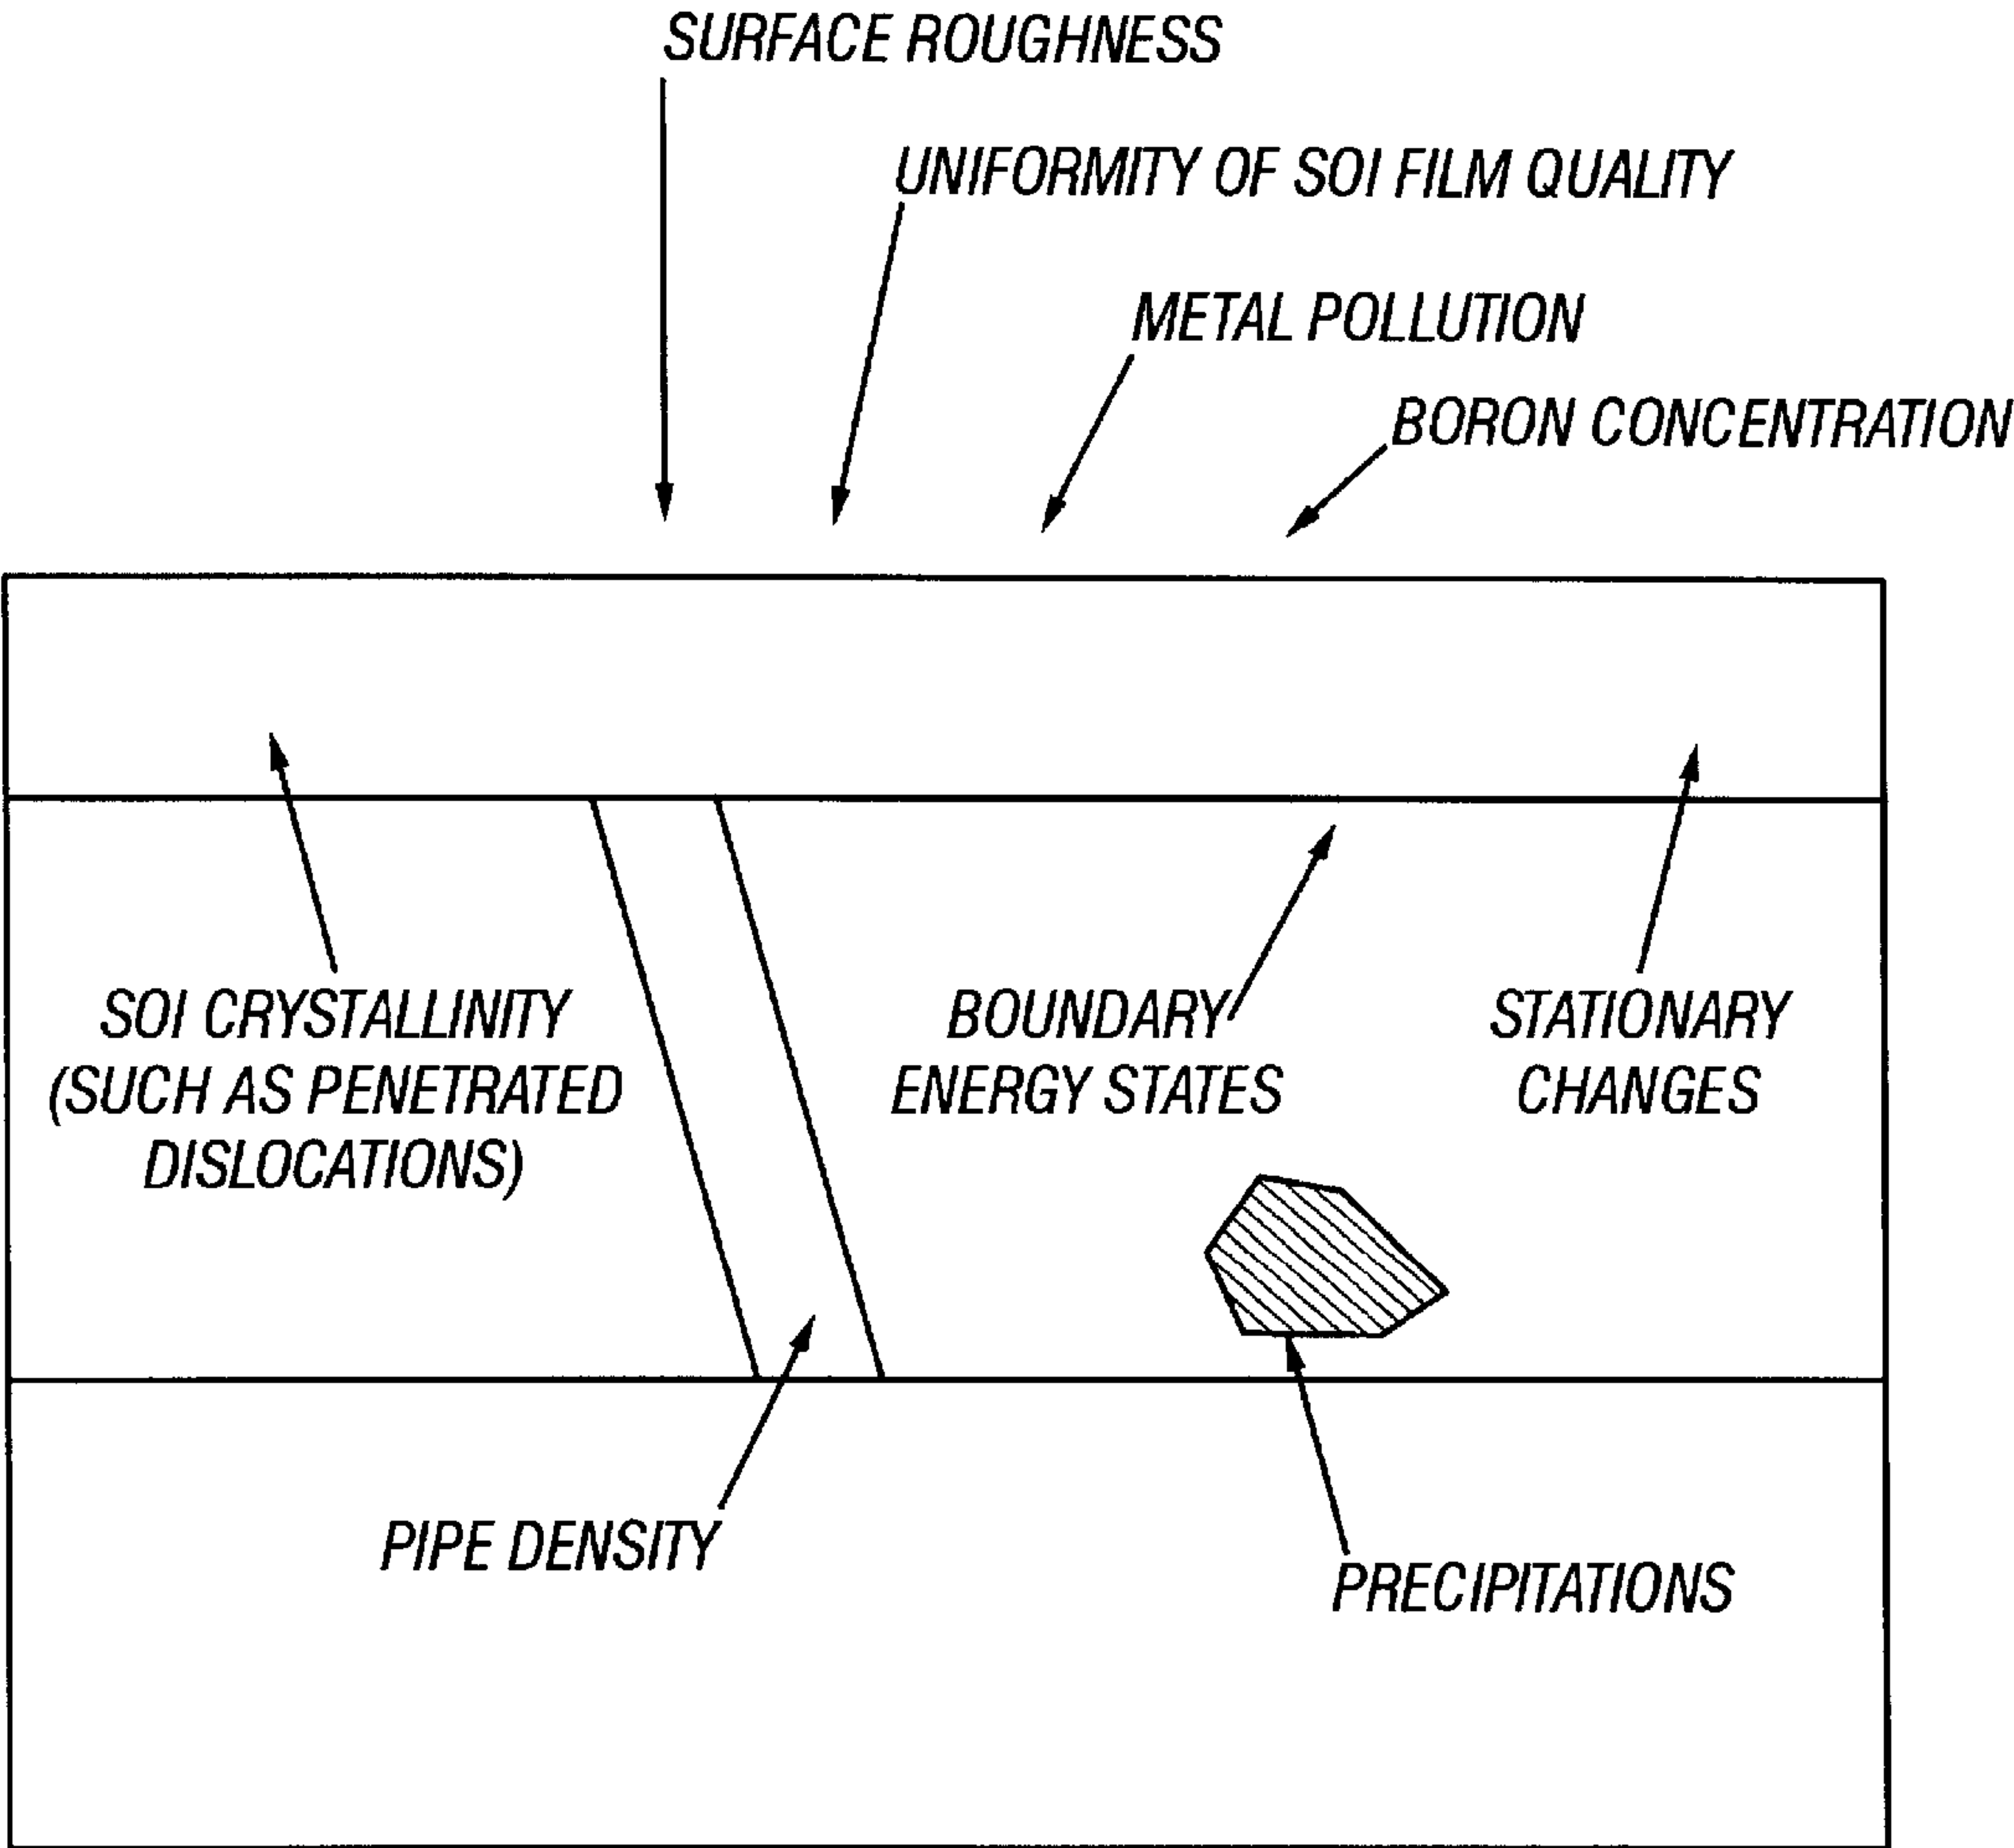 SURFACE ROUGHNESS
UNIFORMITY OF SOI FILM QUALITY
METAL POLLUTION
BORON CONCENTRATION
SOI CRYSTALLINITY
(SUCH AS PENETRATED
DISLOCATIONS)
BOUNDARY
ENERGY STATES
STATIONARY
CHANGES
PIPE DENSITY
PRECIPITATIONS